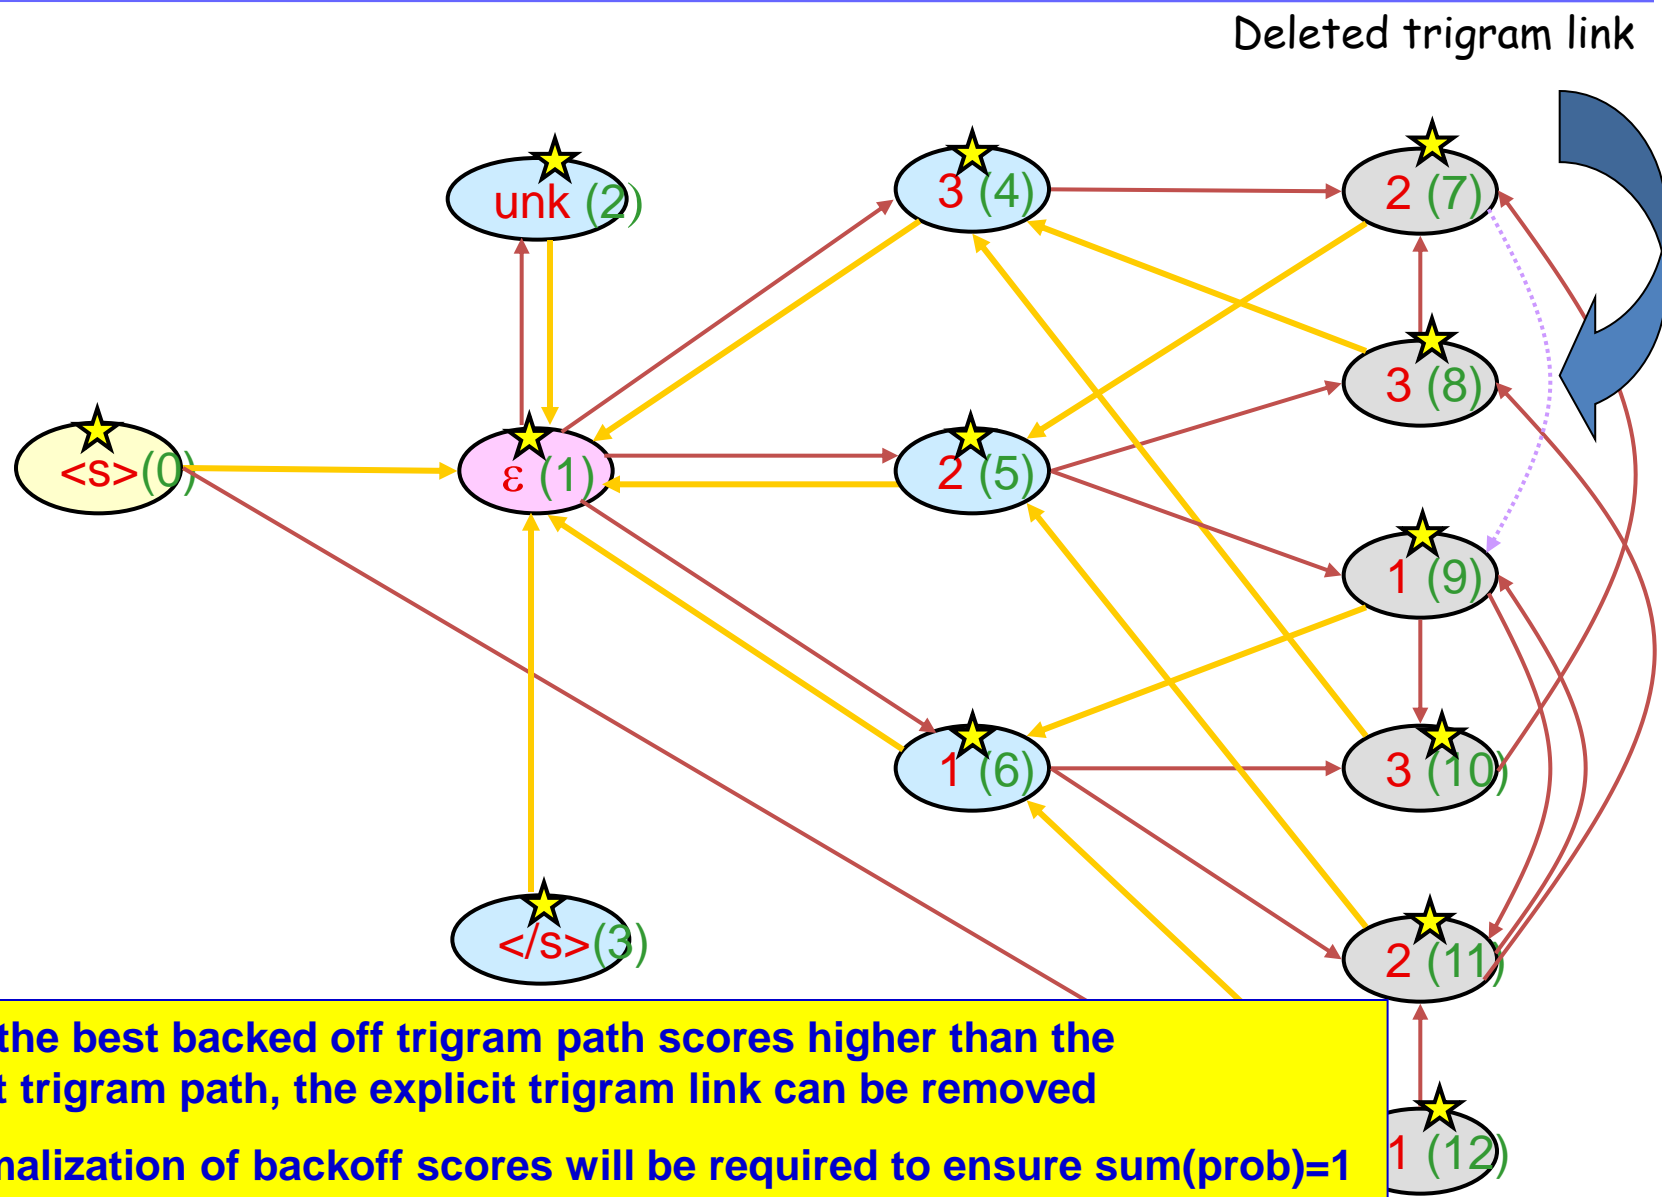 Deleted trigram link
unk (2)
3 (4)
2 (7)
3 (8)
<s>(0)
ε (1)
2 (5)
1 (9)
1 (6)
3 (10)
</s>(3)
2 (11)
the best backed off trigram path scores higher than the
t trigram path, the explicit trigram link can be removed
malization of backoff scores will be required to ensure sum(prob)=1
1 (12)